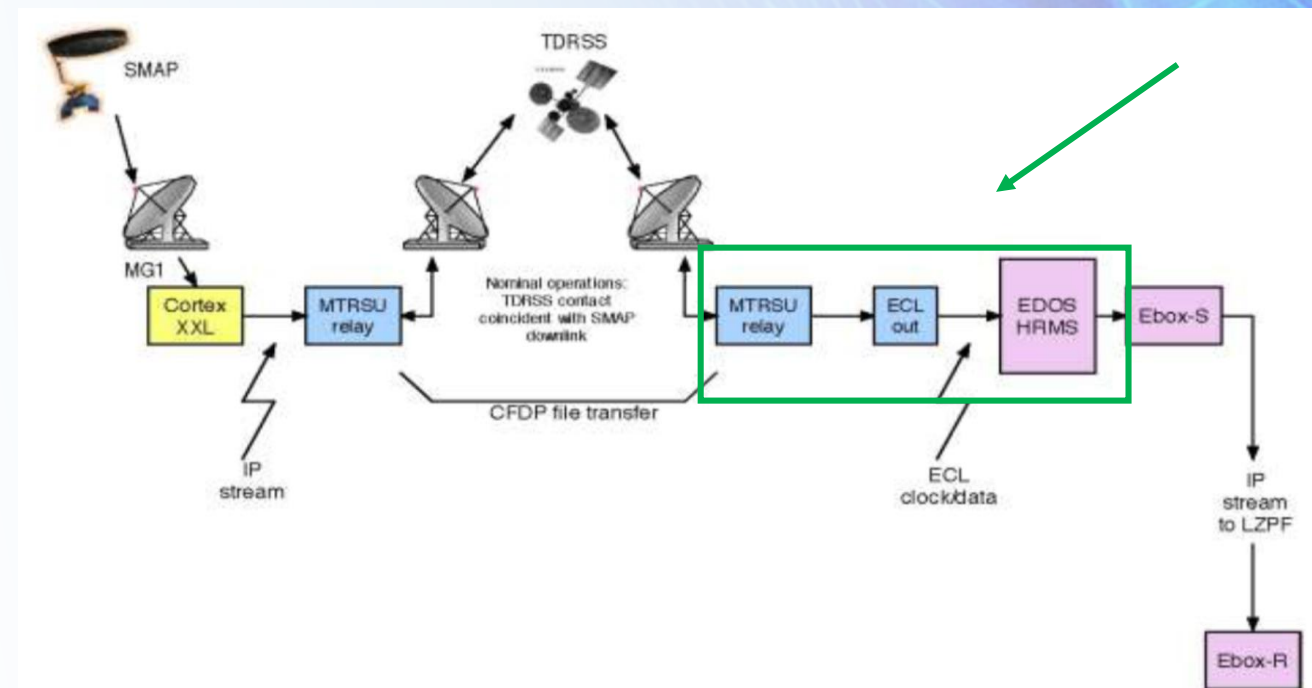 SMAP
TDRSS
MG1
Cortex
XXL
MTRSU
relay
Nominal operations:
TDRSS contact
coincident with SMAP
downlink
MTRSU
relay
ECL
out
EDOS
HRMS
Ebox-S
CFDP file transfer
IP
stream
ECL
clock/data
IP
stream
to LZPF
Ebox-R